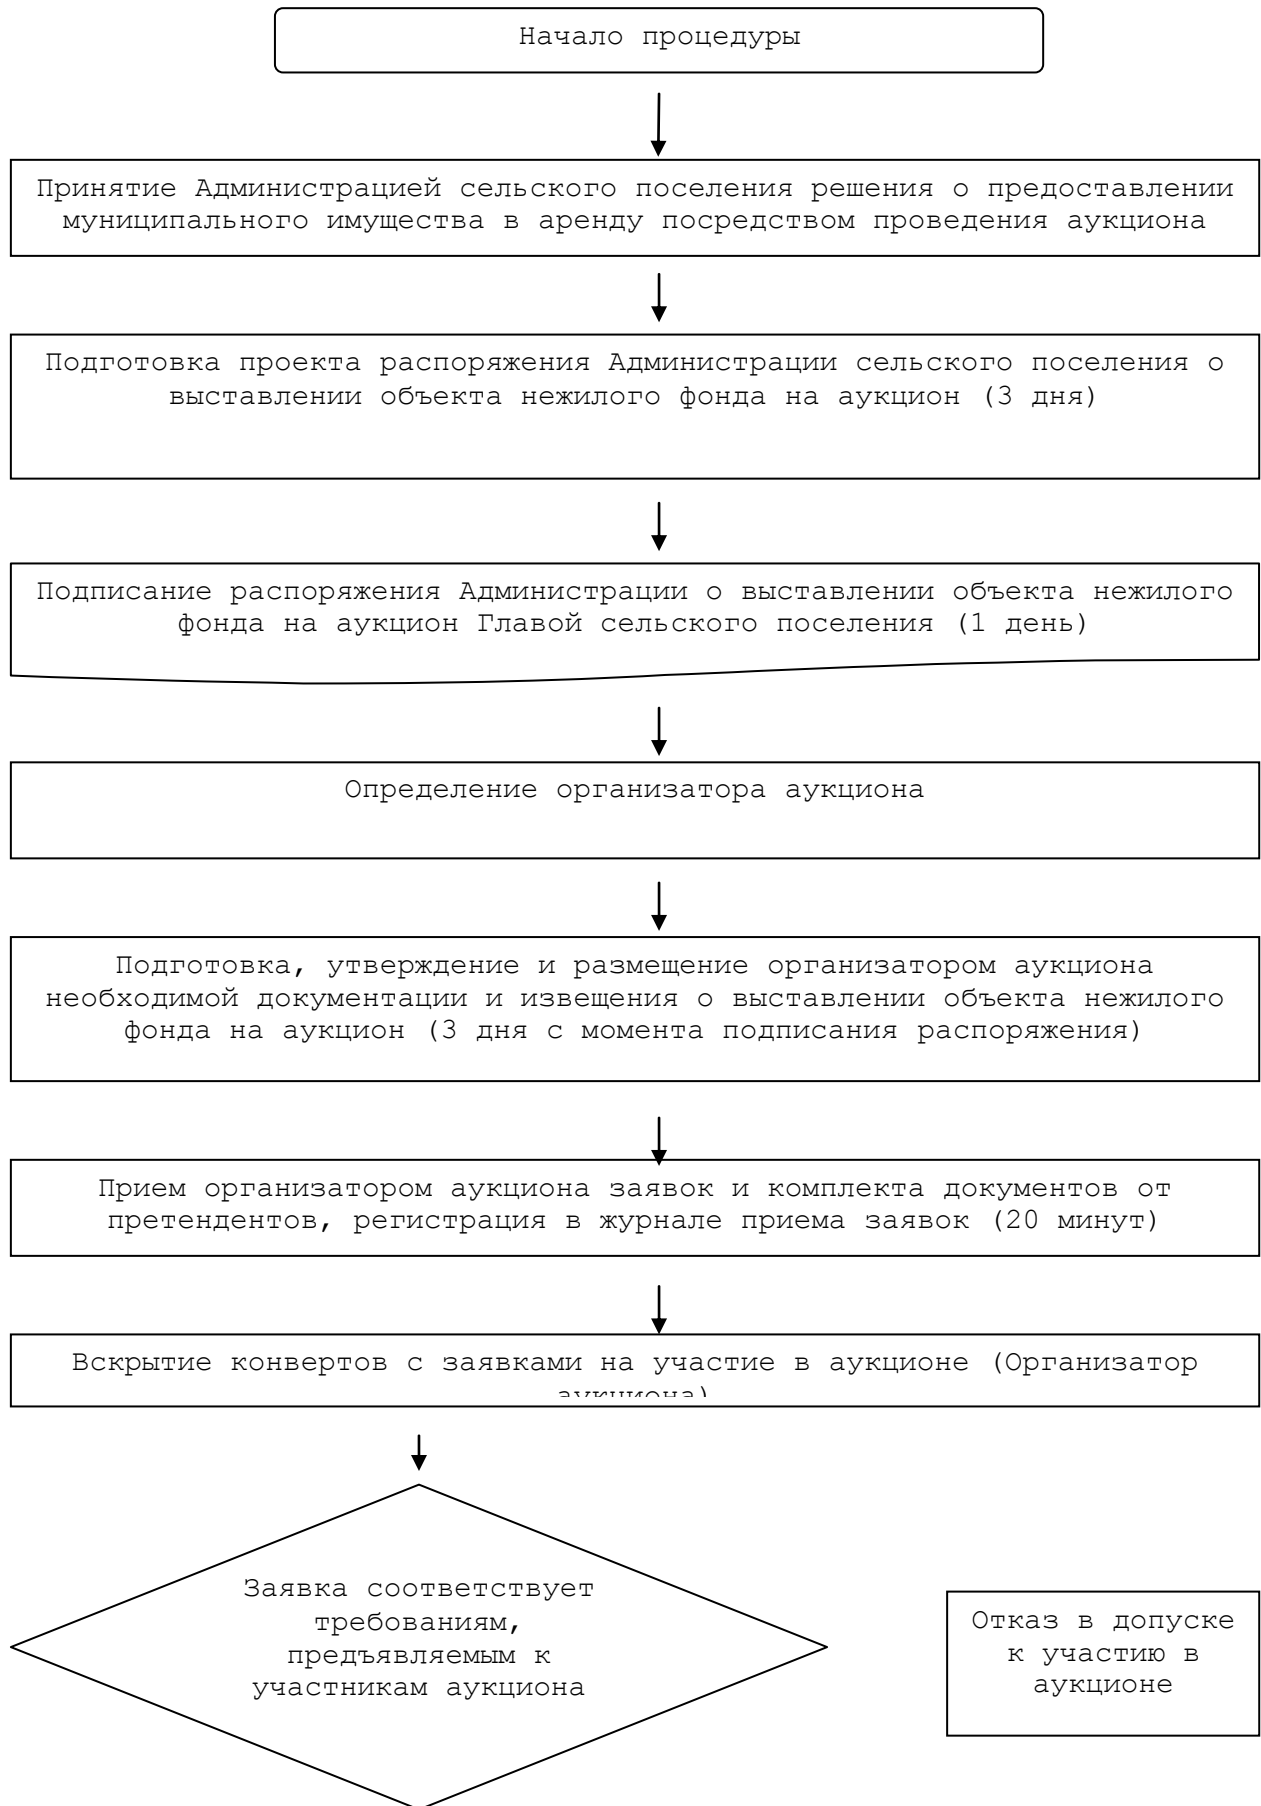 Начало процедуры
Принятие Администрацией сельского поселения решения о предоставлении
муниципального имущества в аренду посредством проведения аукциона
Подготовка проекта распоряжения Администрации сельского поселения о
выставлении объекта нежилого фонда на аукцион (3 дня)
Подписание распоряжения Администрации о выставлении объекта нежилого
фонда на аукцион Главой сельского поселения (1 день)
Определение организатора аукциона
Подготовка, утверждение и размещение организатором аукциона
необходимой документации и извещения о выставлении объекта нежилого
фонда на аукцион (3 дня с момента подписания распоряжения)
Прием организатором аукциона заявок и комплекта документов от
претендентов, регистрация в журнале приема заявок (20 минут)
Вскрытие конвертов с заявками на участие в аукционе (Организатор
аукциона)
Заявка соответствует
требованиям,
предъявляемым к
участникам аукциона
Отказ в допуске
к участию в
аукционе